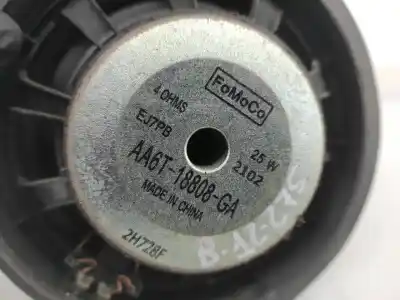 FoMoCo
4 OHMS
25 W
EJ7PB
2102
AA6T-18808-GA
MADE IN CHINA
2H728F